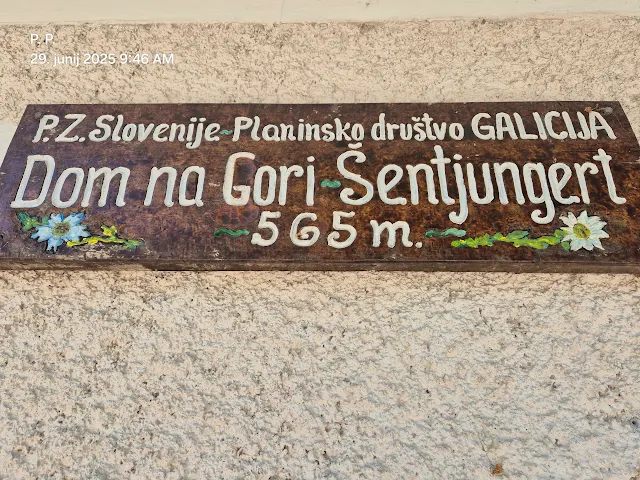 P. P
29. junij 2025 9:46 AM
P.Z. Slovenije-Planinsko društvo GALICIJA
Dom na Gori-Šentjungert
565 m.